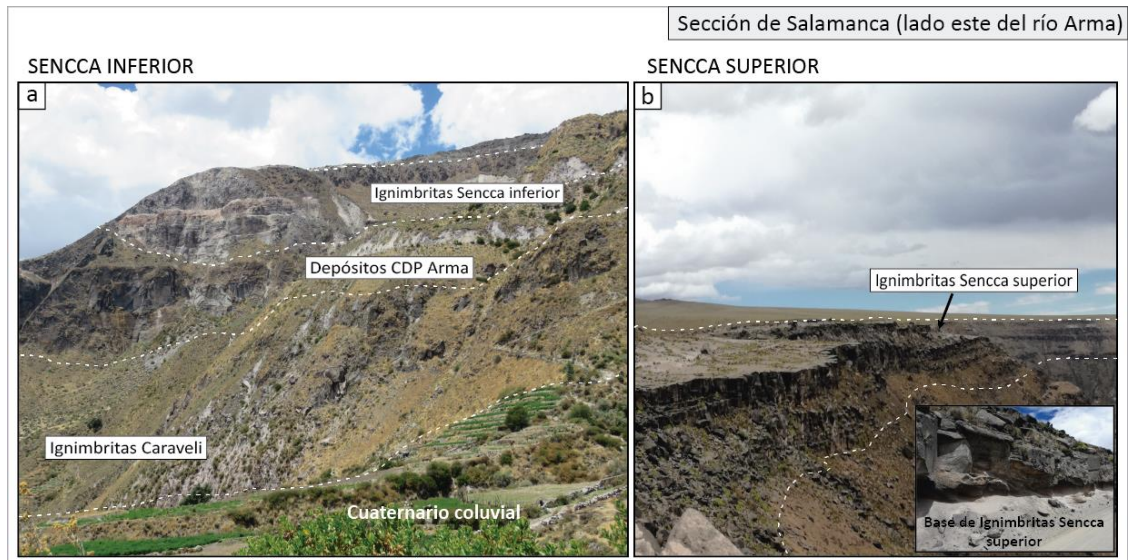 Sección de Salamanca (lado este del río Arma)
SENCCA INFERIOR
a
Ignimbritas Sencca inferior
Depósitos CDP Arma
Ignimbritas Caraveli
Cuaternario coluvial
SENCCA SUPERIOR
b
Ignimbritas Sencca superior
Base de Ignimbritas Sencca
superior